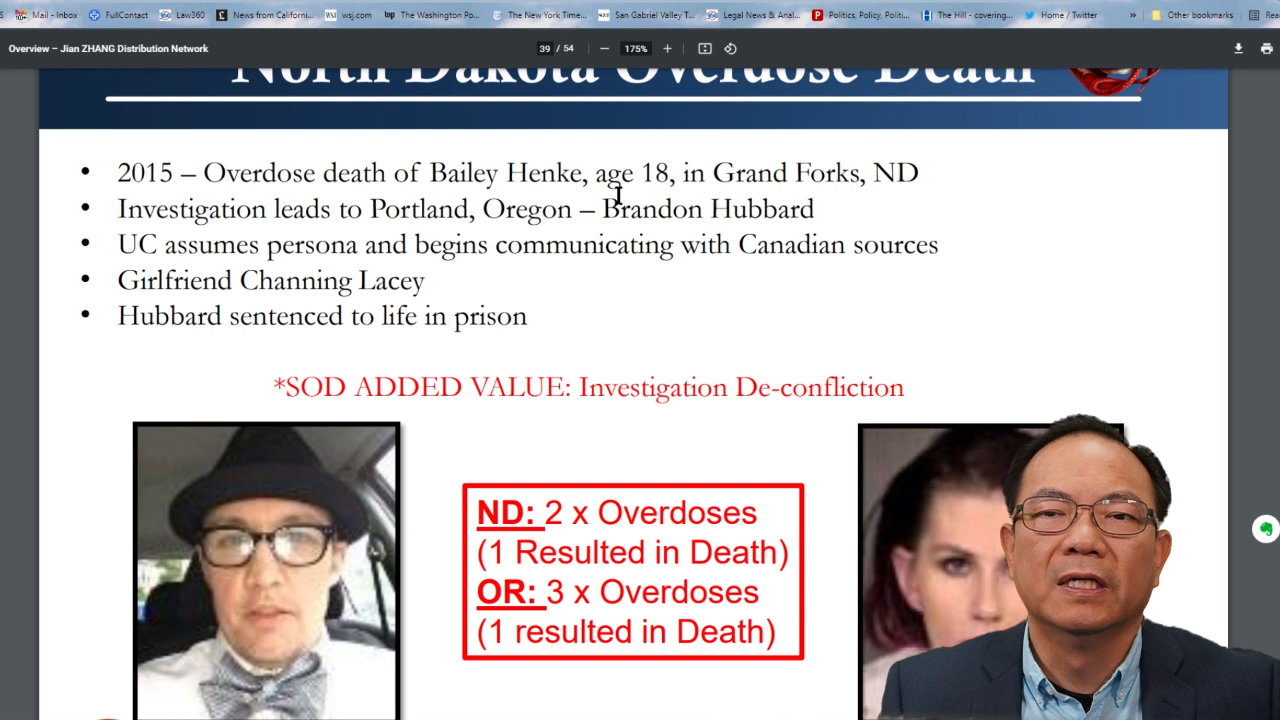 Mail - Inbox FullContact Law360 News from Californi... WSJ wsj.com twp The Washington Po... The New York Time... San Gabriel Valley T... Legal News & Anal... Politics, Policy, Politi... The Hill - covering... Home / Twitter » Other bookmarks Rea
Overview – Jian ZHANG Distribution Network 39 / 54 — 175% +
North Dakota Overdose Death
• 2015 – Overdose death of Bailey Henke, age 18, in Grand Forks, ND
• Investigation leads to Portland, Oregon – Brandon Hubbard
• UC assumes persona and begins communicating with Canadian sources
• Girlfriend Channing Lacey
• Hubbard sentenced to life in prison
*SOD ADDED VALUE: Investigation De-confliction
ND: 2 x Overdoses
(1 Resulted in Death)
OR: 3 x Overdoses
(1 resulted in Death)